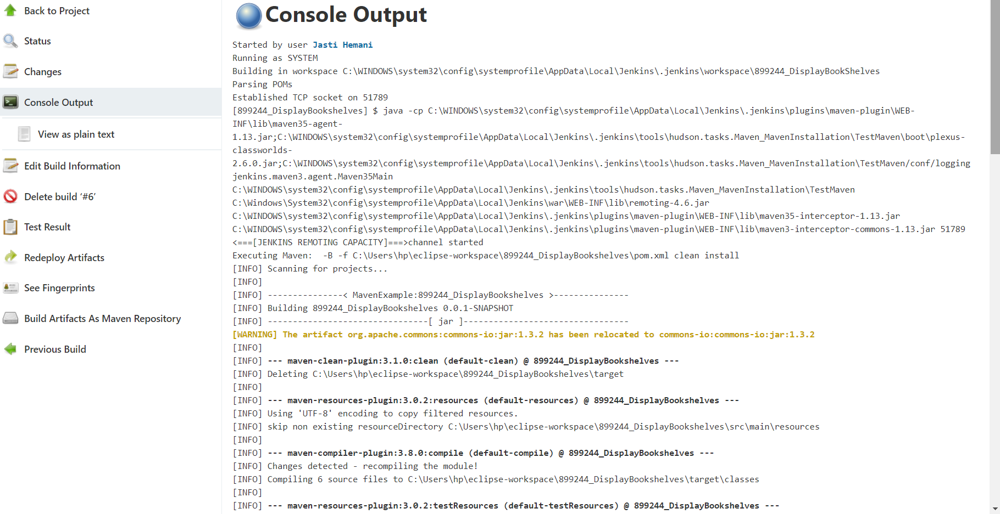 Back to Project
Status
Changes
Console Output
View as plain text
Edit Build Information
Delete build ‘#6’
Test Result
Redeploy Artifacts
See Fingerprints
Build Artifacts As Maven Repository
Previous Build
Console Output
Started by user Jasti Hemani
Running as SYSTEM
Building in workspace C:\WINDOWS\system32\config\systemprofile\AppData\Local\Jenkins\.jenkins\workspace\899244_DisplayBookShelves
Parsing POMs
Established TCP socket on 51789
[899244_DisplayBookshelves] $ java -cp C:\WINDOWS\system32\config\systemprofile\AppData\Local\Jenkins\.jenkins\plugins\maven-plugin\WEB-
INF\lib\maven35-agent-
1.13.jar;C:\WINDOWS\system32\config\systemprofile\AppData\Local\Jenkins\.jenkins\tools\hudson.tasks.Maven_MavenInstallation\TestMaven\boot\plexus-
classworlds-
2.6.0.jar;C:\WINDOWS\system32\config\systemprofile\AppData\Local\Jenkins\.jenkins\tools\hudson.tasks.Maven_MavenInstallation\TestMaven/conf/logging
jenkins.maven3.agent.Maven35Main
C:\WINDOWS\system32\config\systemprofile\AppData\Local\Jenkins\.jenkins\tools\hudson.tasks.Maven_MavenInstallation\TestMaven
C:\Windows\System32\config\systemprofile\AppData\Local\Jenkins\war\WEB-INF\lib\remoting-4.6.jar
C:\WINDOWS\system32\config\systemprofile\AppData\Local\Jenkins\.jenkins\plugins\maven-plugin\WEB-INF\lib\maven35-interceptor-1.13.jar
C:\WINDOWS\system32\config\systemprofile\AppData\Local\Jenkins\.jenkins\plugins\maven-plugin\WEB-INF\lib\maven3-interceptor-commons-1.13.jar 51789
<===[JENKINS REMOTING CAPACITY]===>channel started
Executing Maven:  -B -f C:\Users\hp\eclipse-workspace\899244_DisplayBookshelves\pom.xml clean install
[INFO] Scanning for projects...
[INFO]
[INFO] ---------------< MavenExample:899244_DisplayBookshelves >---------------
[INFO] Building 899244_DisplayBookshelves 0.0.1-SNAPSHOT
[INFO] --------------------------------[ jar ]---------------------------------
[WARNING] The artifact org.apache.commons:commons-io:jar:1.3.2 has been relocated to commons-io:commons-io:jar:1.3.2
[INFO]
[INFO] --- maven-clean-plugin:3.1.0:clean (default-clean) @ 899244_DisplayBookshelves ---
[INFO] Deleting C:\Users\hp\eclipse-workspace\899244_DisplayBookshelves\target
[INFO]
[INFO] --- maven-resources-plugin:3.0.2:resources (default-resources) @ 899244_DisplayBookshelves ---
[INFO] Using 'UTF-8' encoding to copy filtered resources.
[INFO] skip non existing resourceDirectory C:\Users\hp\eclipse-workspace\899244_DisplayBookshelves\src\main\resources
[INFO]
[INFO] --- maven-compiler-plugin:3.8.0:compile (default-compile) @ 899244_DisplayBookshelves ---
[INFO] Changes detected - recompiling the module!
[INFO] Compiling 6 source files to C:\Users\hp\eclipse-workspace\899244_DisplayBookshelves\target\classes
[INFO]
[INFO] --- maven-resources-plugin:3.0.2:testResources (default-testResources) @ 899244_DisplayBookshelves ---